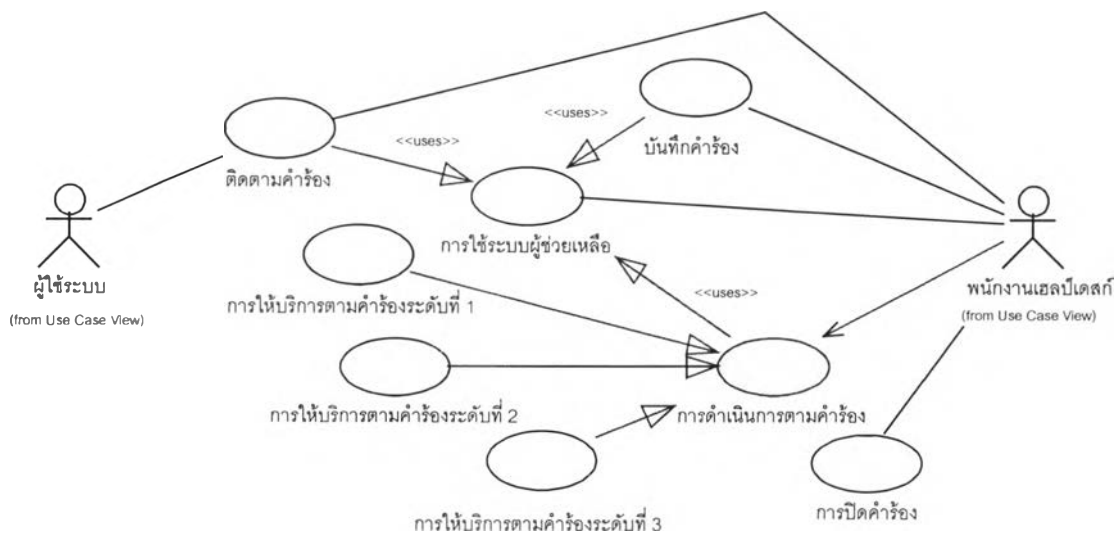 <<uses>>
บันทึกคำร้อง
<<uses>>
ติดตามคำร้อง
การใช้ระบบผู้ช่วยเหลือ
ผู้ใช้ระบบ
(from Use Case View)
พนักงานเฮลป์เดสก์
(from Use Case View)
<<uses>>
การให้บริการตามคำร้องระดับที่ 1
การให้บริการตามคำร้องระดับที่ 2
การดำเนินการตามคำร้อง
การให้บริการตามคำร้องระดับที่ 3
การปิดคำร้อง